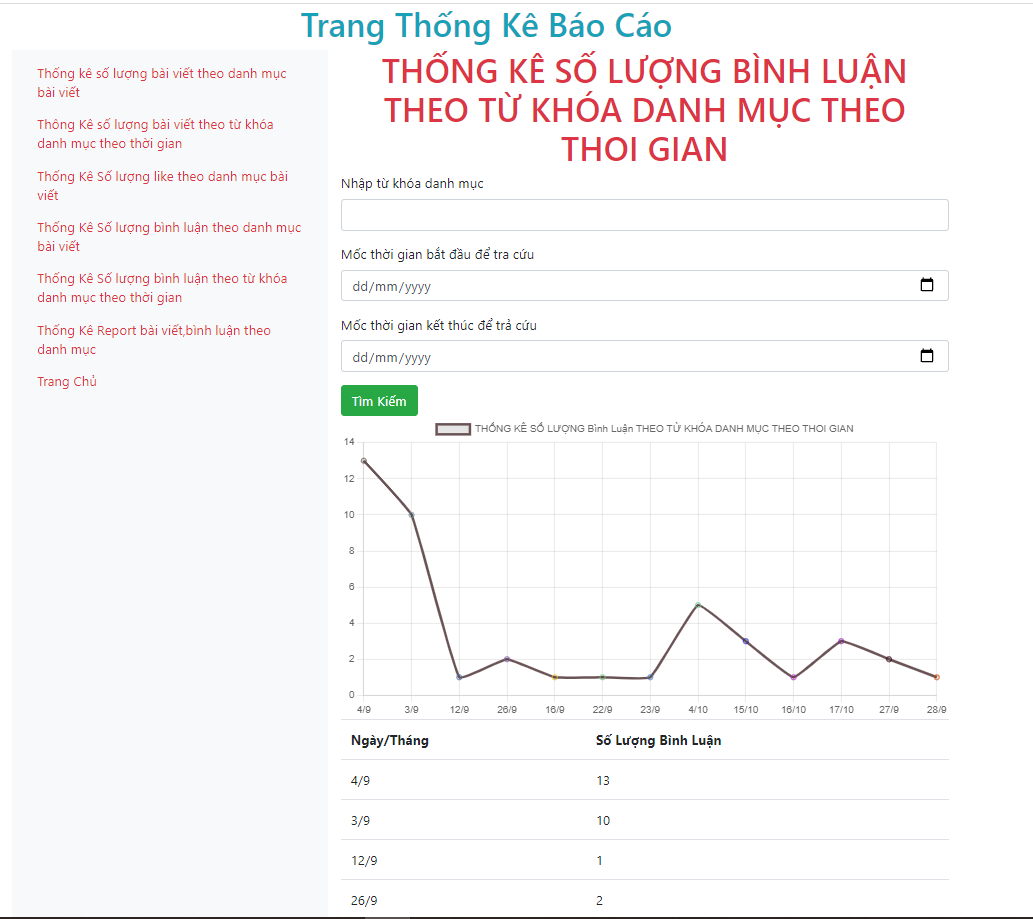 Trang Thống Kê Báo Cáo
Thống kê số lượng bài viết theo danh mục
bài viết
Thông Kê số lượng bài viết theo từ khóa
danh mục theo thời gian
Thống Kê Số lượng like theo danh mục bài
viết
Thống Kê Số lượng bình luận theo danh mục
bài viết
Thống Kê Số lượng bình luận theo từ khóa
danh mục theo thời gian
Thống Kê Report bài viết,bình luận theo
danh mục
Trang Chủ
THỐNG KÊ SỐ LƯỢNG BÌNH LUẬN
THEO TỪ KHÓA DANH MỤC THEO
THOI GIAN
Nhập từ khóa danh mục
Mốc thời gian bắt đầu để tra cứu
dd/mm/yyyy
Mốc thời gian kết thúc để trả cứu
dd/mm/yyyy
Tìm Kiếm
THỐNG KÊ SỐ LƯỢNG Bình Luận THEO TỪ KHÓA DANH MỤC THEO THOI GIAN
14
12
10
8
6
4
2
0
4/9 3/9 12/9 26/9 16/9 22/9 23/9 4/10 15/10 16/10 17/10 27/9 28/9
Ngày/Tháng Số Lượng Bình Luận
4/9 13
3/9 10
12/9 1
26/9 2